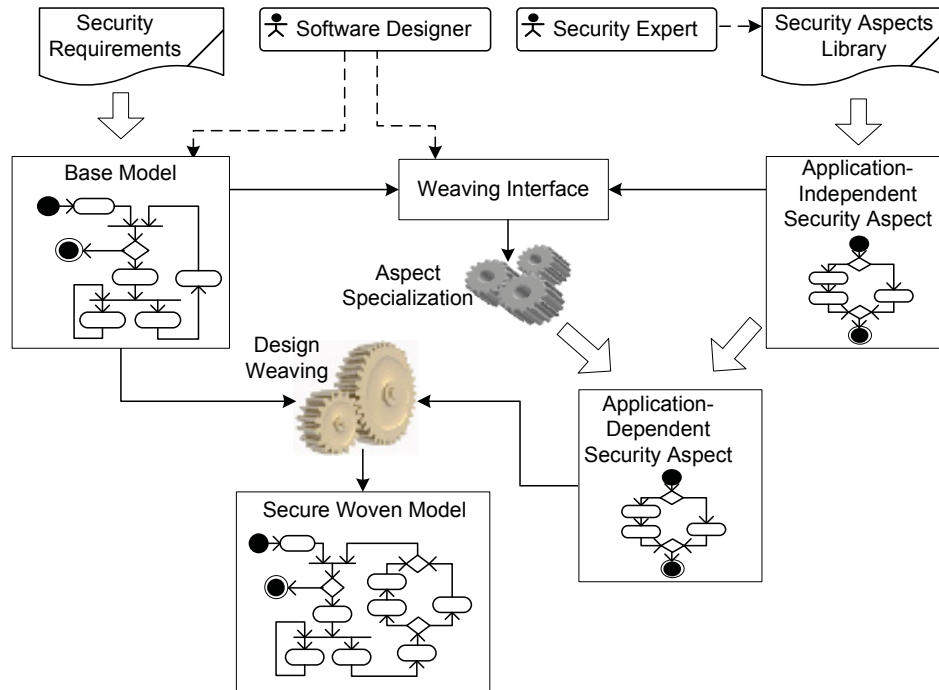 Security
Requirements
Software Designer
Security Expert
Security Aspects
Library
Base Model
Weaving Interface
Application-
Independent
Security Aspect
Aspect
Specialization
Design
Weaving
Application-
Dependent
Security Aspect
Secure Woven Model